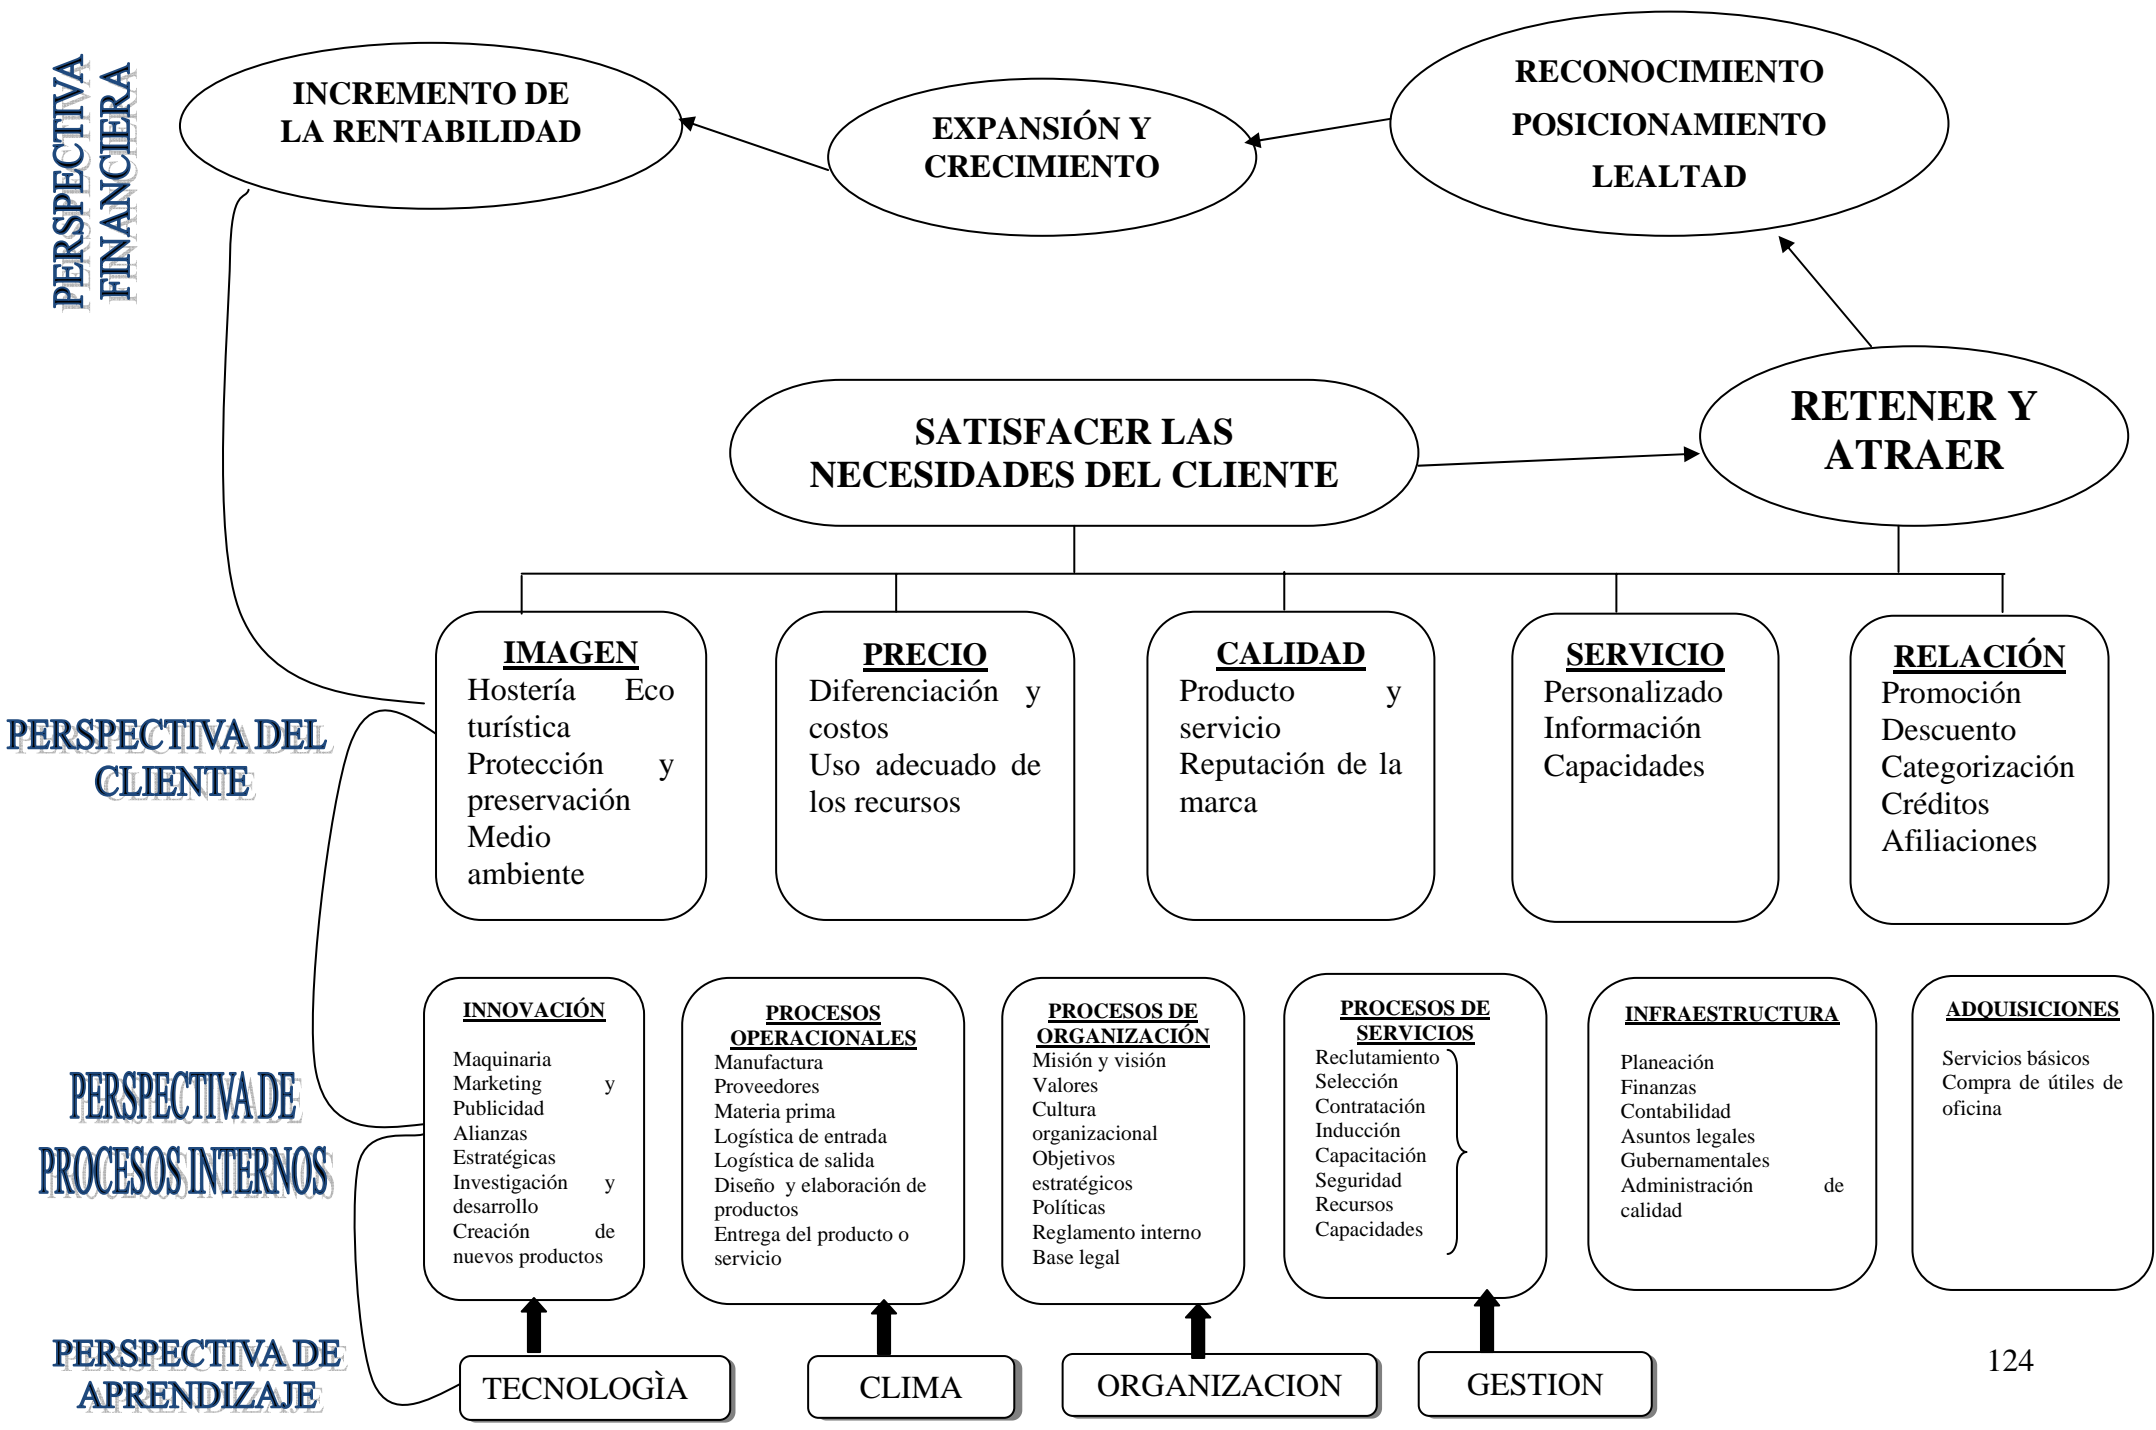 PERSPECTIVA
FINANCIERA
INCREMENTO DE
LA RENTABILIDAD
EXPANSIÓN Y
CRECIMIENTO
RECONOCIMIENTO
POSICIONAMIENTO
LEALTAD
SATISFACER LAS
NECESIDADES DEL CLIENTE
RETENER Y
ATRAER
PERSPECTIVA DEL
CLIENTE
IMAGEN
Hostería Eco
turística
Protección y
preservación
Medio
ambiente
PRECIO
Diferenciación y
costos
Uso adecuado de
los recursos
CALIDAD
Producto y
servicio
Reputación de la
marca
SERVICIO
Personalizado
Información
Capacidades
RELACIÓN
Promoción
Descuento
Categorización
Créditos
Afiliaciones
PERSPECTIVA DE
PROCESOS INTERNOS
INNOVACIÓN
Maquinaria
Marketing y
Publicidad
Alianzas
Estratégicas
Investigación y
desarrollo
Creación de
nuevos productos
PROCESOS
OPERACIONALES
Manufactura
Proveedores
Materia prima
Logística de entrada
Logística de salida
Diseño y elaboración de
productos
Entrega del producto o
servicio
PROCESOS DE
ORGANIZACIÓN
Misión y visión
Valores
Cultura
organizacional
Objetivos
estratégicos
Políticas
Reglamento interno
Base legal
PROCESOS DE
SERVICIOS
Reclutamiento
Selección
Contratación
Inducción
Capacitación
Seguridad
Recursos
Capacidades
INFRAESTRUCTURA
Planeación
Finanzas
Contabilidad
Asuntos legales
Gubernamentales
Administración de
calidad
ADQUISICIONES
Servicios básicos
Compra de útiles de
oficina
PERSPECTIVA DE
APRENDIZAJE
TECNOLOGÌA
CLIMA
ORGANIZACION
GESTION
124